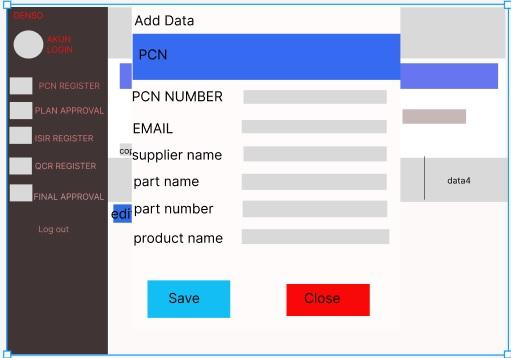 DENSO
AKUN
LOGIN
PCN REGISTER
PLAN APPROVAL
ISIR REGISTER
QCR REGISTER
FINAL APPROVAL
Log out
Add Data
PCN
PCN NUMBER
EMAIL
supplier name
part name
part number
product name
Save
Close
cop
edi
data4